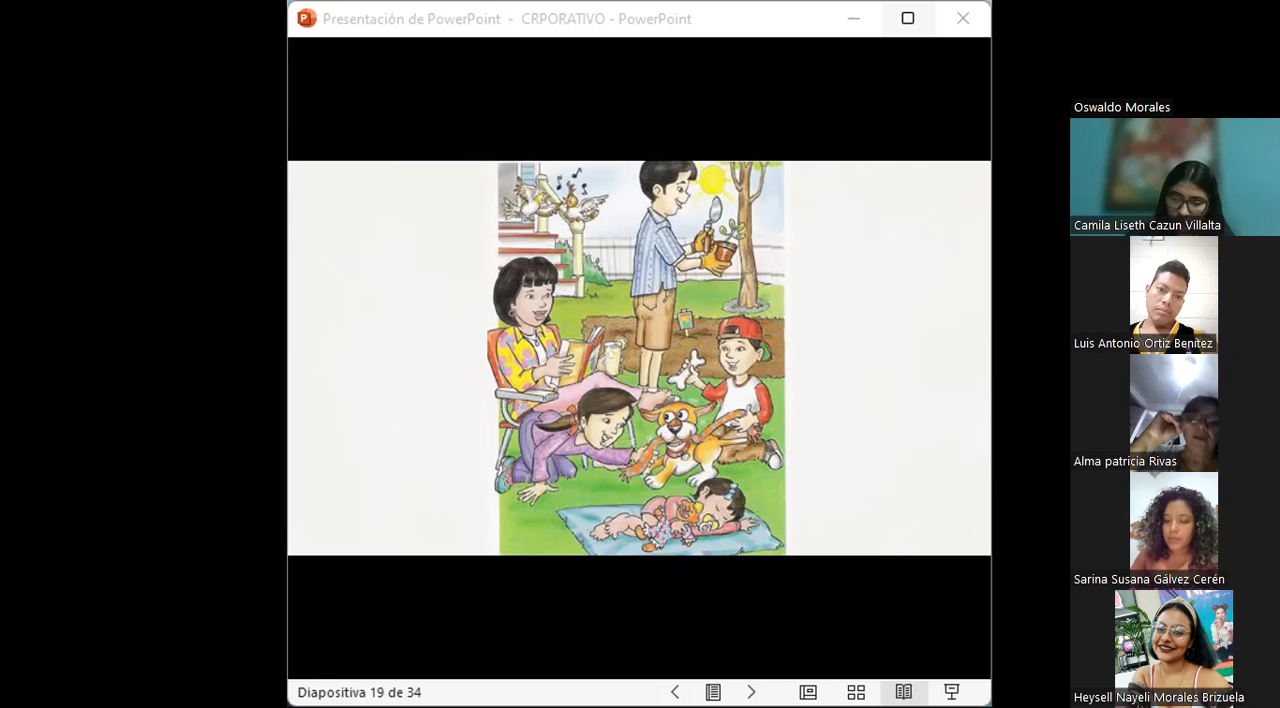 Presentación de PowerPoint - CRPORATIVO - PowerPoint
Oswaldo Morales
Camila Liseth Cazun Villalta
Luis Antonio Ortiz Benítez
Alma patricia Rivas
Sarina Susana Gálvez Cerén
Heysell Nayeli Morales Brizuela
Diapositiva 19 de 34